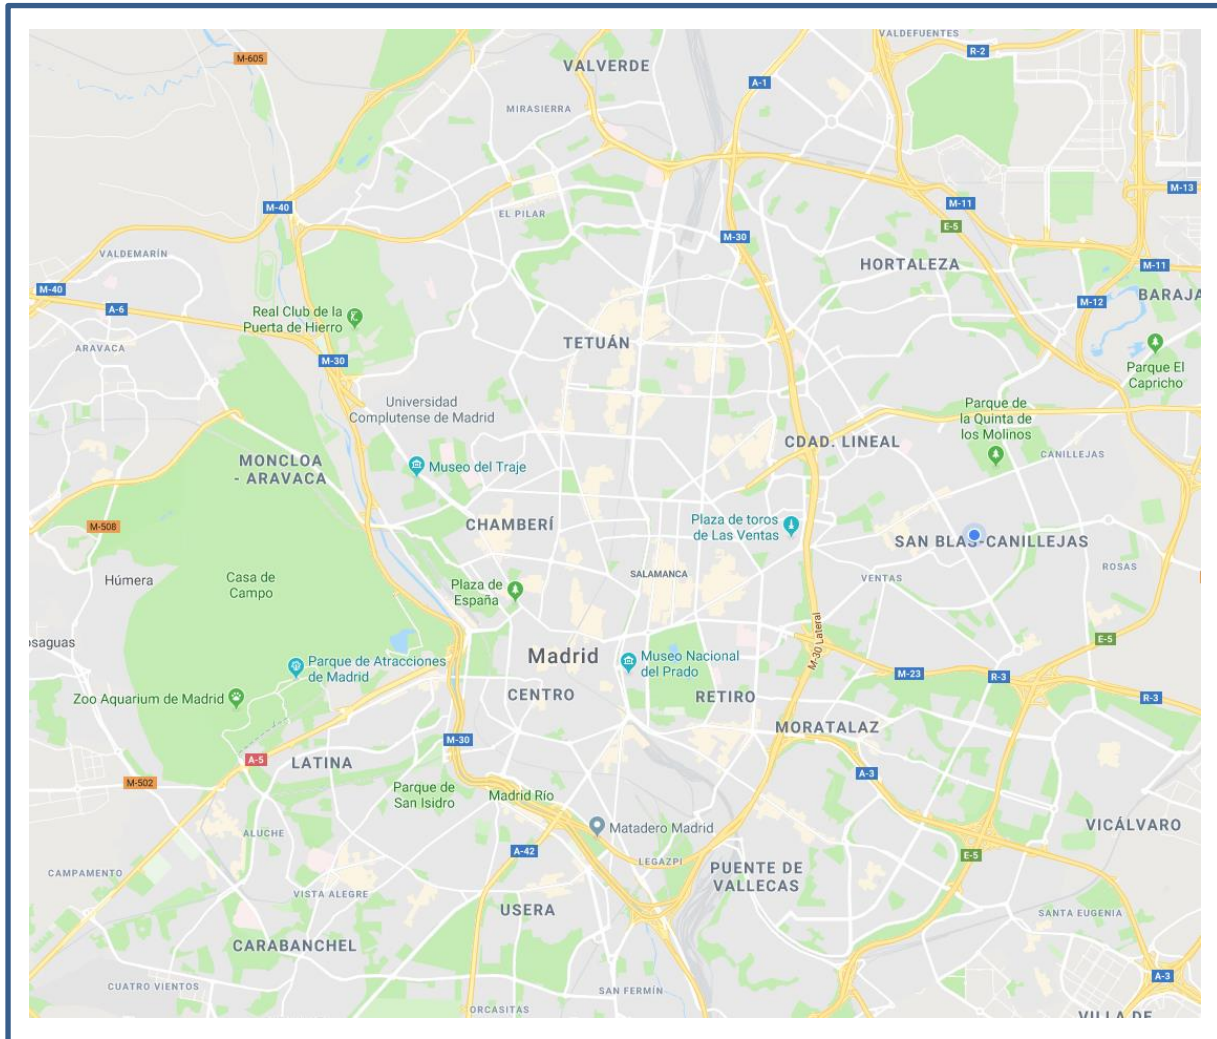 VALDEFUENTES
R-2
M-605
VALVERDE
A-1
MIRASIERRA
M-13
M-11
M-40
EL PILAR
E-5
M-30
VALDEMARÍN
HORTALEZA
M-11
M-40
BARAJA
M-12
A-6
Real Club de la
Puerta de Hierro
TETUÁN
ARAVACA
M-30
Parque El
Capricho
Universidad
Complutense de Madrid
Parque de
la Quinta de
los Molinos
CDAD. LINEAL
CANILLEJAS
MONCLOA
- ARAVACA
Museo del Traje
M-508
CHAMBERÍ
Plaza de toros
de Las Ventas
SAN BLAS-CANILLEJAS
ROSAS
Húmera
Casa de
Campo
SALAMANCA
VENTAS
Plaza de
España
M-30 Lateral
E-5
osaguas
Madrid
Museo Nacional
del Prado
Parque de Atracciones
de Madrid
M-23
R-3
R-3
Zoo Aquarium de Madrid
CENTRO
RETIRO
MORATALAZ
M-30
A-5
LATINA
A-3
M-502
Parque de
San Isidro
Madrid Río
Matadero Madrid
VICÁLVARO
ALUCHE
A-42
LEGAZPI
E-5
PUENTE DE
VALLECAS
CAMPAMENTO
VISTA ALEGRE
USERA
SANTA EUGENIA
CARABANCHEL
A-3
CUATRO VIENTOS
SAN FERMÍN
ORCASITAS
VILLA DE